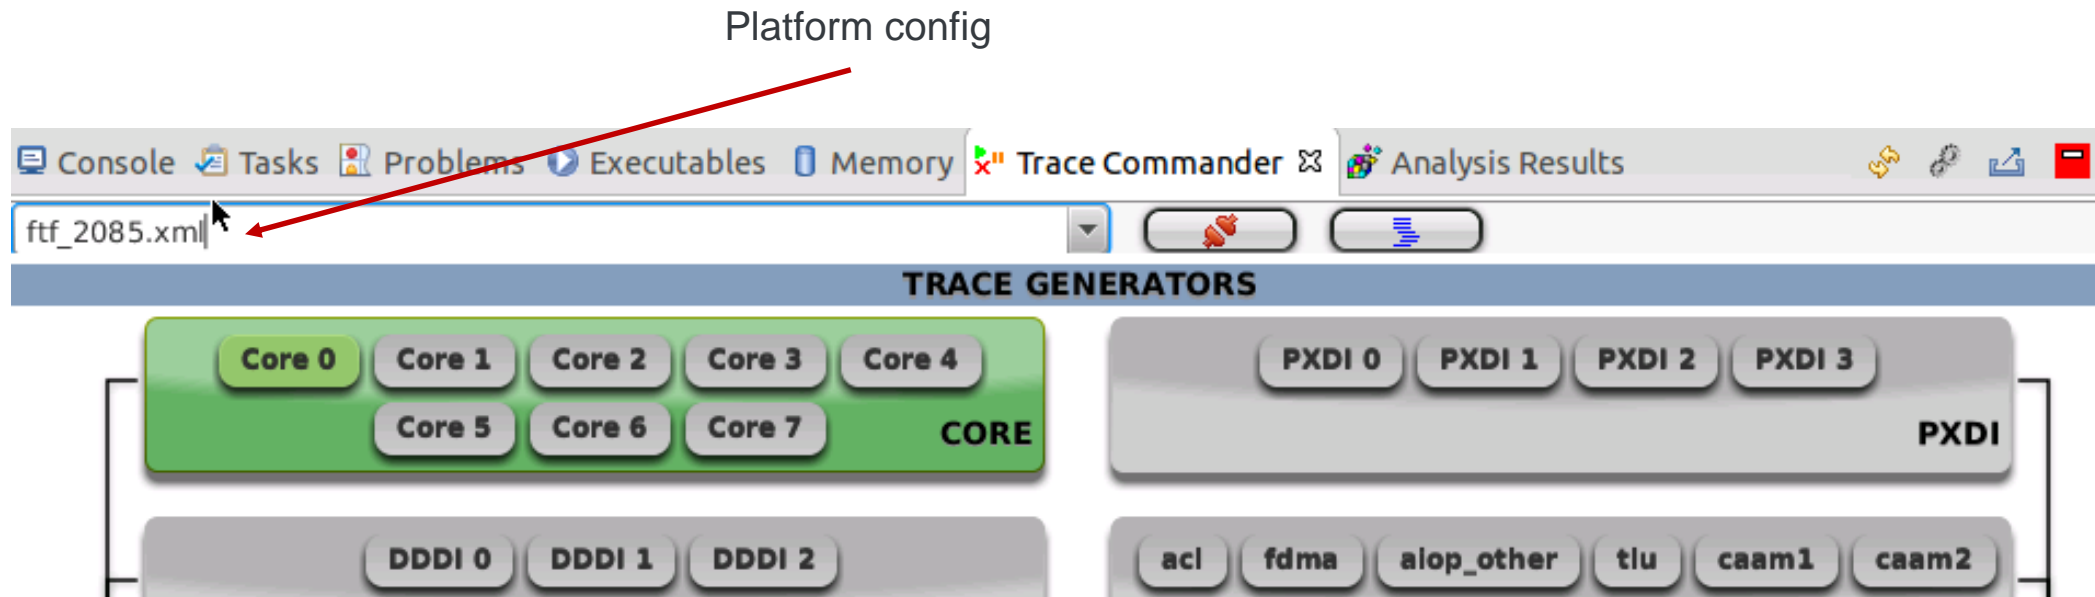 Platform config
Console Tasks Problems Executables Memory Trace Commander Analysis Results
ftf_2085.xml
TRACE GENERATORS
Core 0 Core 1 Core 2 Core 3 Core 4 PXDI 0 PXDI 1 PXDI 2 PXDI 3
Core 5 Core 6 Core 7 CORE PXDI
DDDI 0 DDDI 1 DDDI 2 acl fdma aiop_other tlu caam1 caam2